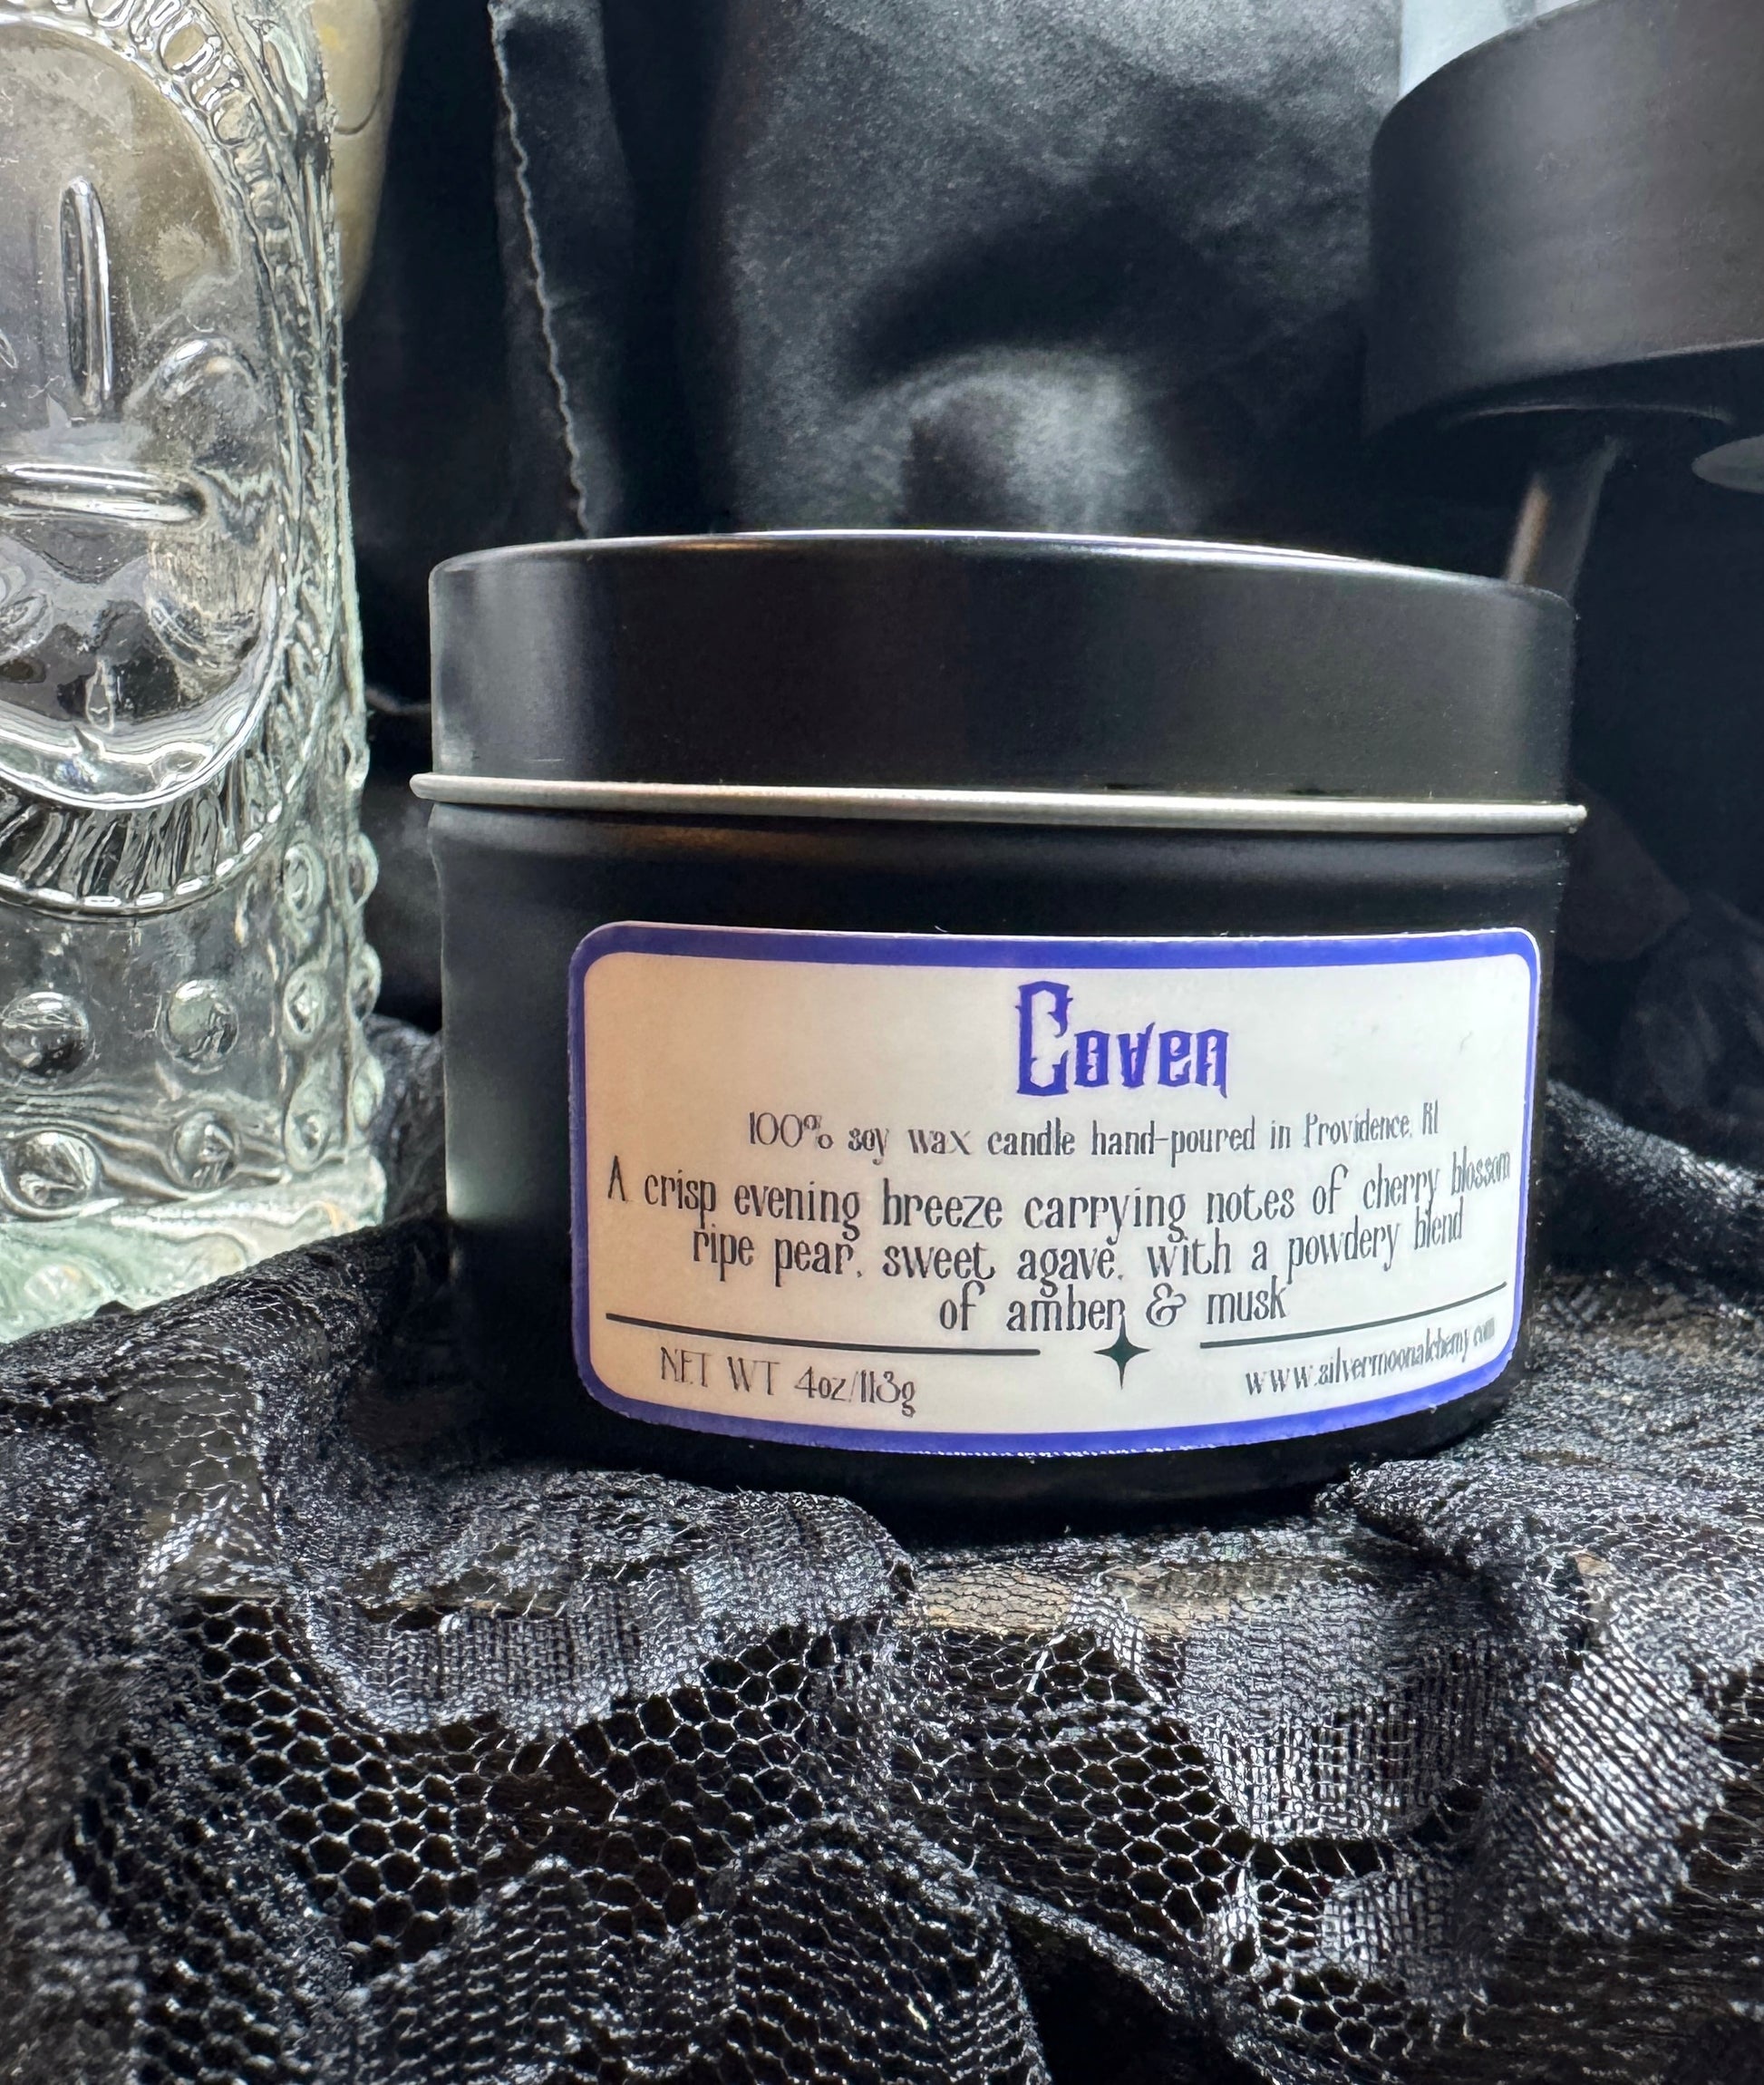 Coven
100% soy wax candle hand-poured in Providence, RI
A crisp evening breeze carrying notes of cherry blossom
ripe pear, sweet agave, with a powdery blend
of amber & musk
NET WT 4oz/113g
www.silvermoonalchemy.com